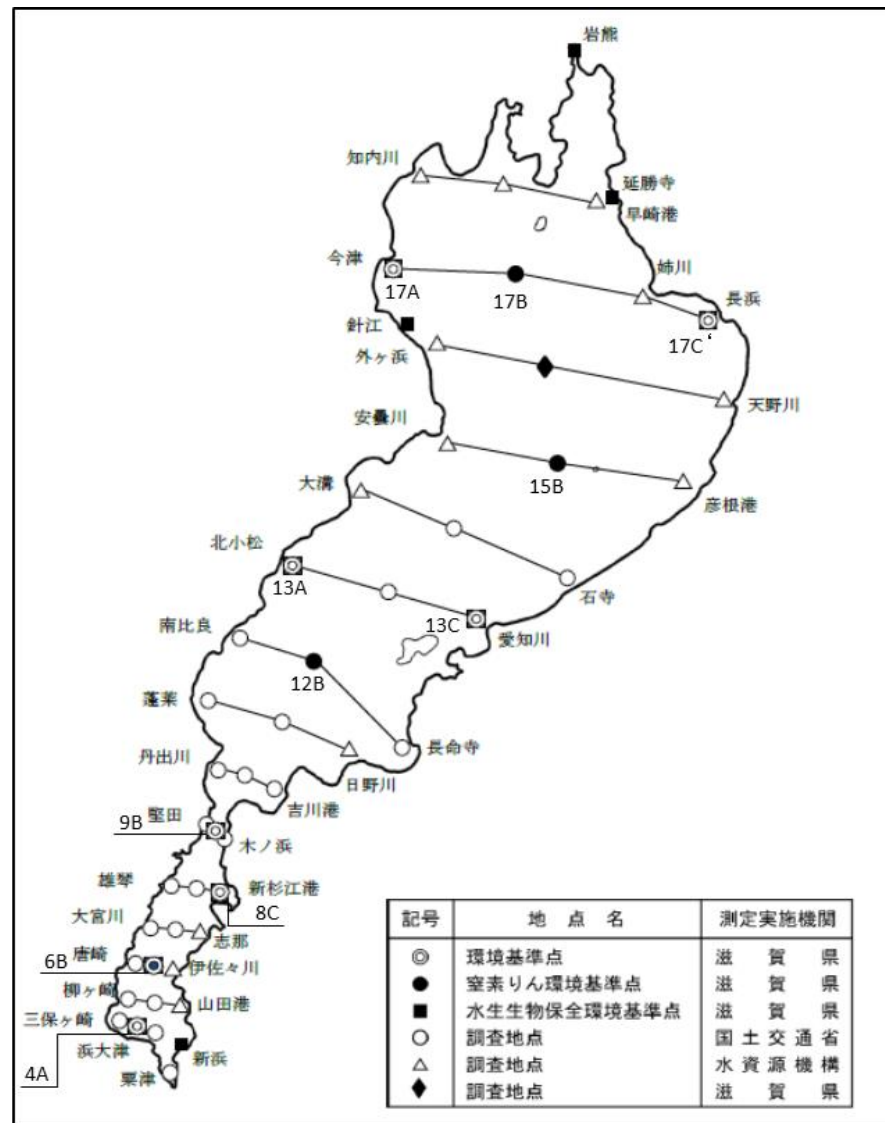 岩熊
知内川
延勝寺
早崎港
今津
姉川
長浜
17A
17B
17C‘
針江
外ヶ浜
天野川
安曇川
15B
大溝
彦根港
北小松
13A
石寺
13C
愛知川
南比良
12B
蓬莱
長命寺
日野川
丹出川
吉川港
堅田
9B
木ノ浜
雄琴
新杉江港
8C
大宮川
志那
唐崎
6B
伊佐々川
柳ヶ崎
山田港
三保ヶ崎
浜大津
新浜
4A
粟津
記号 地点名 測定実施機関
◎ 環境基準点 滋賀県
● 窒素りん環境基準点 滋賀県
■ 水生生物保全環境基準点 滋賀県
○ 調査地点 国土交通省
△ 調査地点 水資源機構
◆ 調査地点 滋賀県